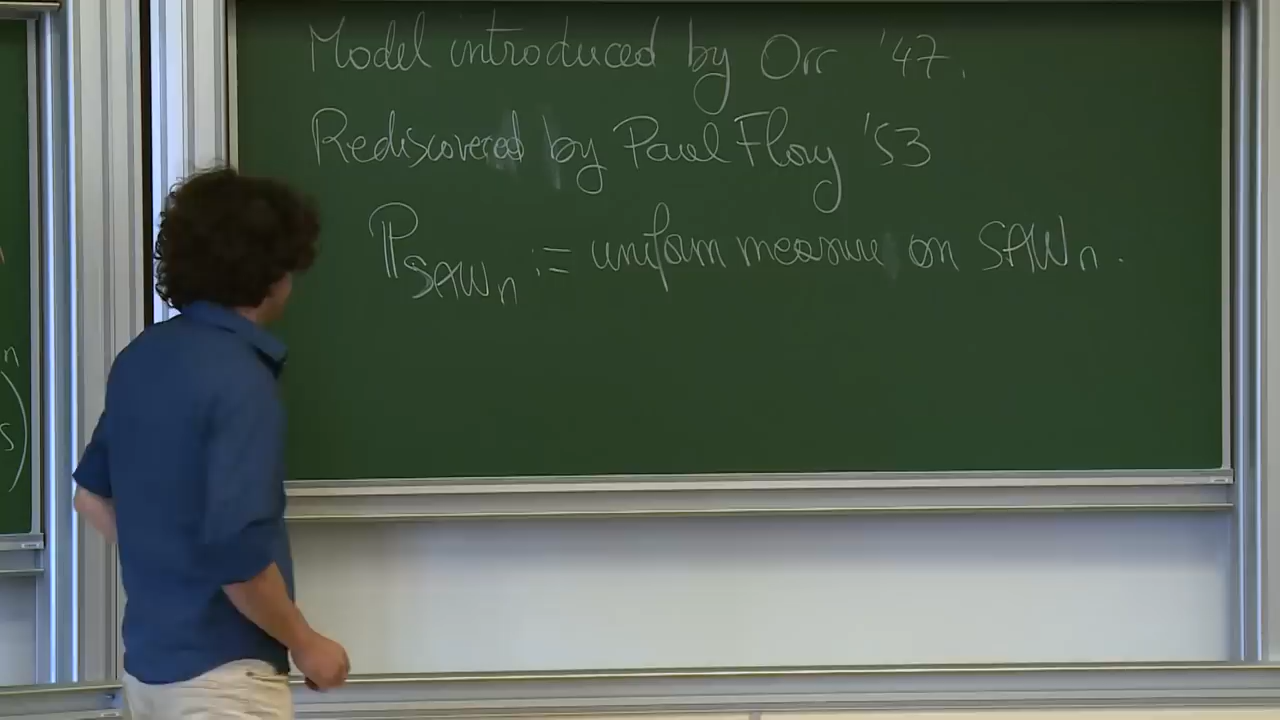 Model introduced by Orr '47.
Rediscovered by Paul Flory '53
ℙ_SAW_n := uniform measure on SAW_n.
n
s)